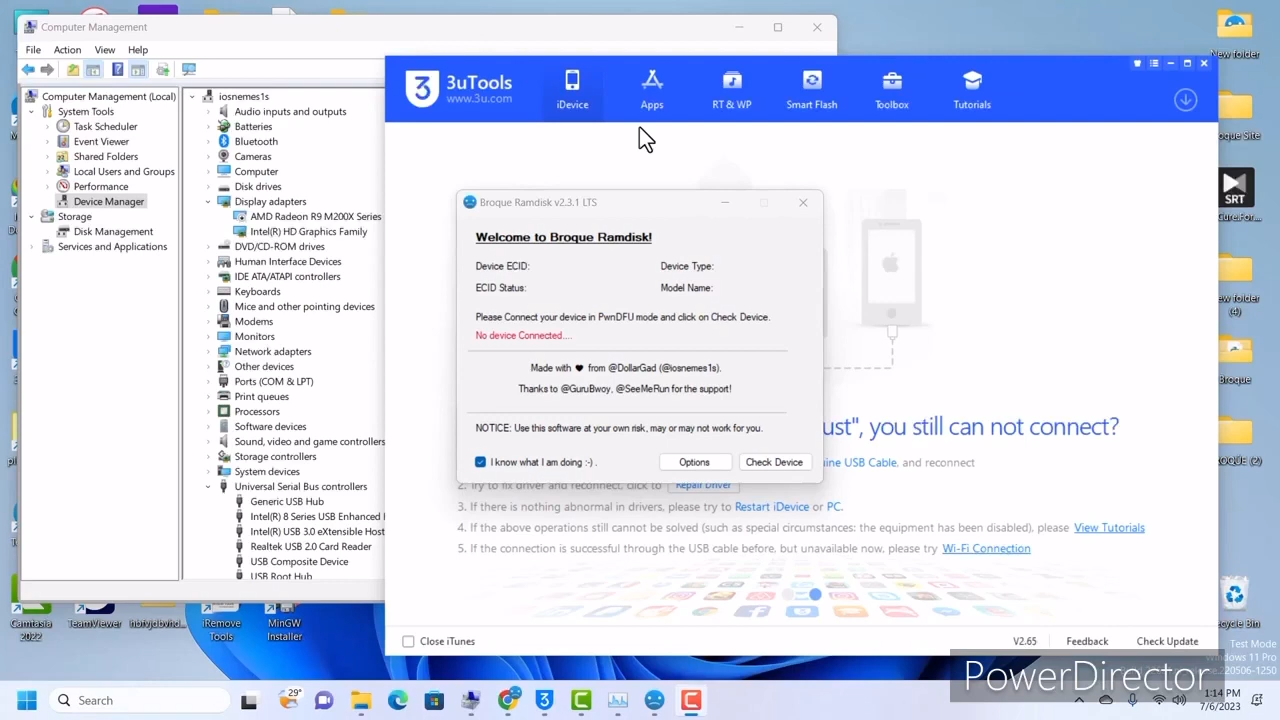 Computer Management
File Action View Help
Computer Management (Local)
System Tools
Task Scheduler
Event Viewer
Shared Folders
Local Users and Groups
Performance
Device Manager
Storage
Disk Management
Services and Applications
iosnemes1s
Audio inputs and outputs
Batteries
Bluetooth
Cameras
Computer
Disk drives
Display adapters
AMD Radeon R9 M200X Series
Intel(R) HD Graphics Family
DVD/CD-ROM drives
Human Interface Devices
IDE ATA/ATAPI controllers
Keyboards
Mice and other pointing devices
Modems
Monitors
Network adapters
Other devices
Ports (COM & LPT)
Print queues
Processors
Software devices
Sound, video and game controllers
Storage controllers
System devices
Universal Serial Bus controllers
Generic USB Hub
Intel(R) 8 Series USB Enhanced
Intel(R) USB 3.0 eXtensible Host
Realtek USB 2.0 Card Reader
USB Composite Device
USB Root Hub
3 3uTools
www.3u.com
iDevice
Apps
RT & WP
Smart Flash
Toolbox
Tutorials
Broque Ramdisk v2.3.1 LTS
Welcome to Broque Ramdisk!
Device ECID: Device Type:
ECID Status: Model Name:
Please Connect your device in PwnDFU mode and click on Check Device.
No device Connected....
Made with ♥ from @DollarGad (@iosnemes1s).
Thanks to @GuruBwoy, @SeeMeRun for the support!
NOTICE: Use this software at your own risk, may or may not work for you.
I know what I am doing :-) .
Options
Check Device
ust", you still can not connect?
uine USB Cable, and reconnect
2. Try to fix driver and reconnect, click to Repair Driver
3. If there is nothing abnormal in drivers, please try to Restart iDevice or PC.
4. If the above operations still cannot be solved (such as special circumstances: the equipment has been disabled), please View Tutorials
5. If the connection is successful through the USB cable before, but unavailable now, please try Wi-Fi Connection
Close iTunes
V2.65
Feedback
Check Update
New folder
Broque Site
SRT
ew folder
(4)
Broque
ROQUE (2)
ecycle Bin
Camtasia
2022
TeamViewer
iRemove
Tools
MinGW
Installer
Test Mode
Windows 11 Pro
e.220506-1250
PowerDirector
Search
29°
1:14 PM
7/6/2023